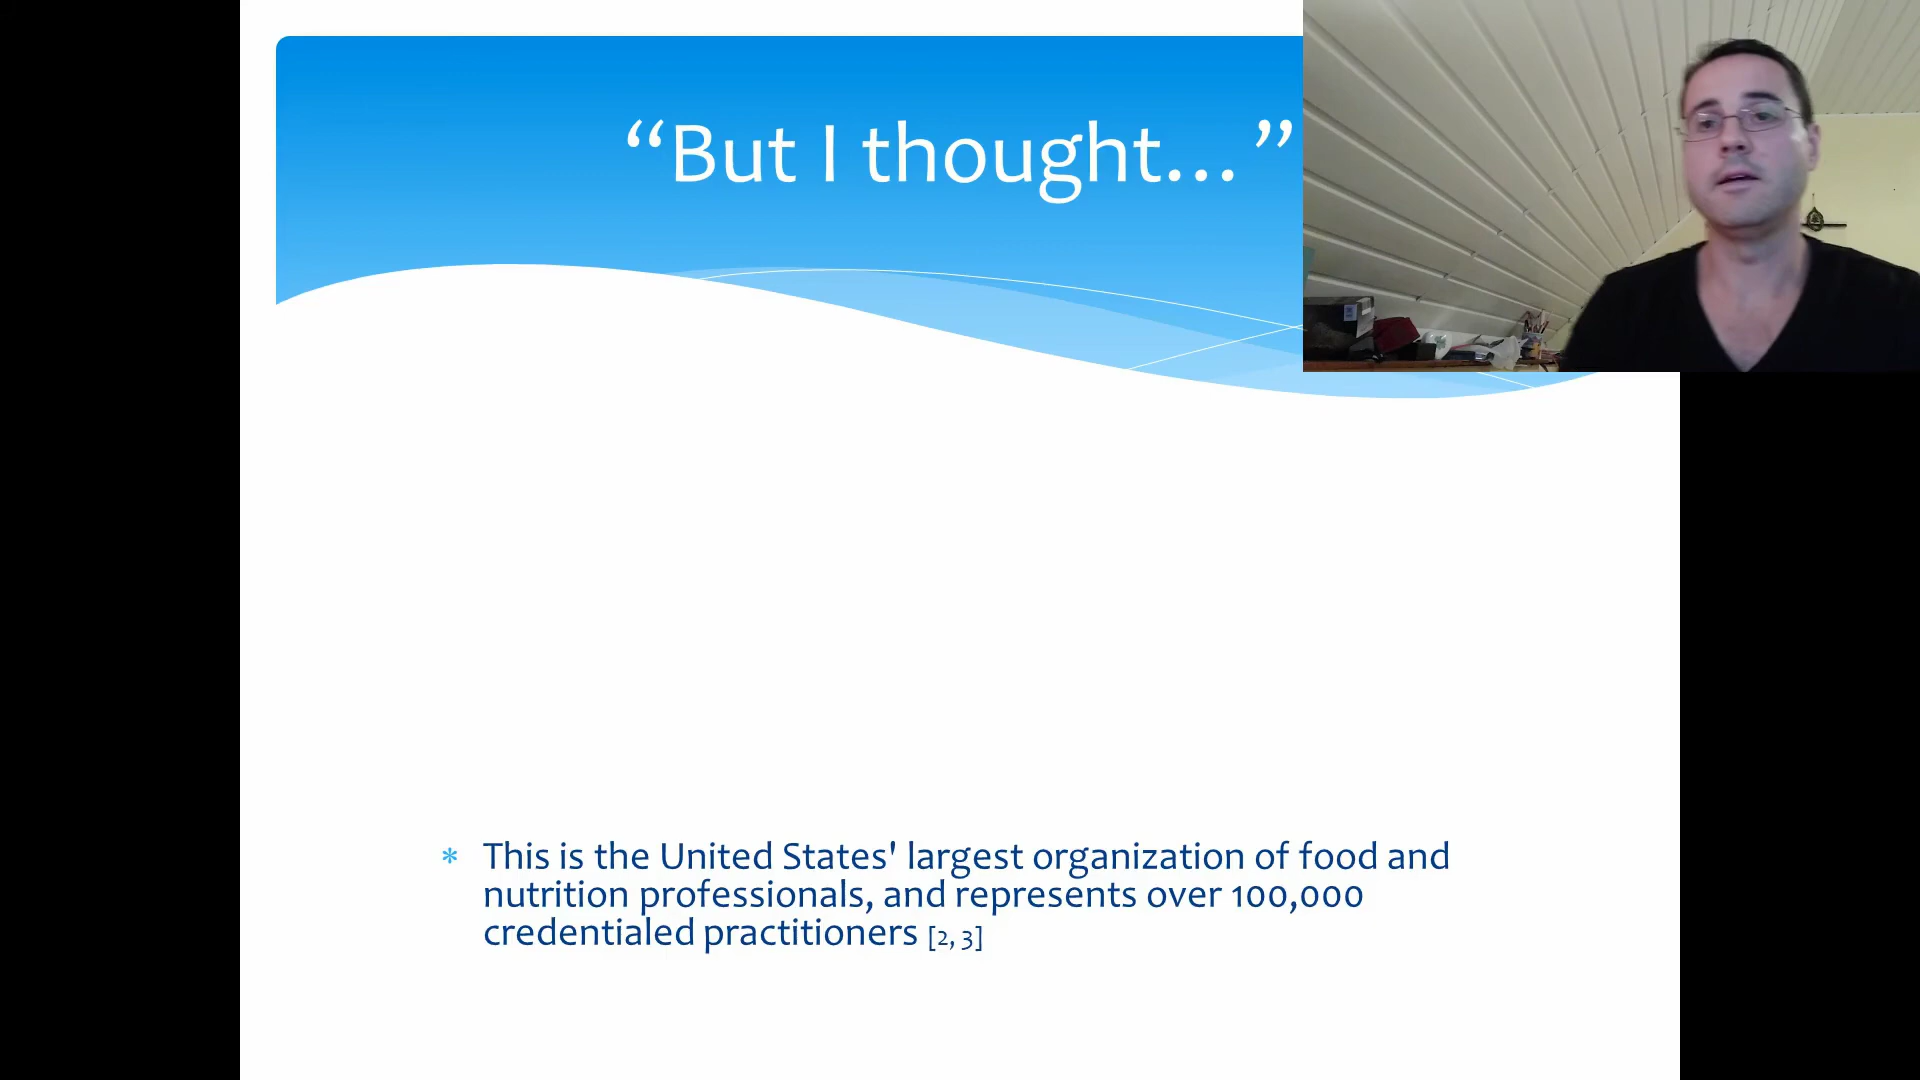 “But I thought…”
* This is the United States' largest organization of food and
nutrition professionals, and represents over 100,000
credentialed practitioners [2, 3]